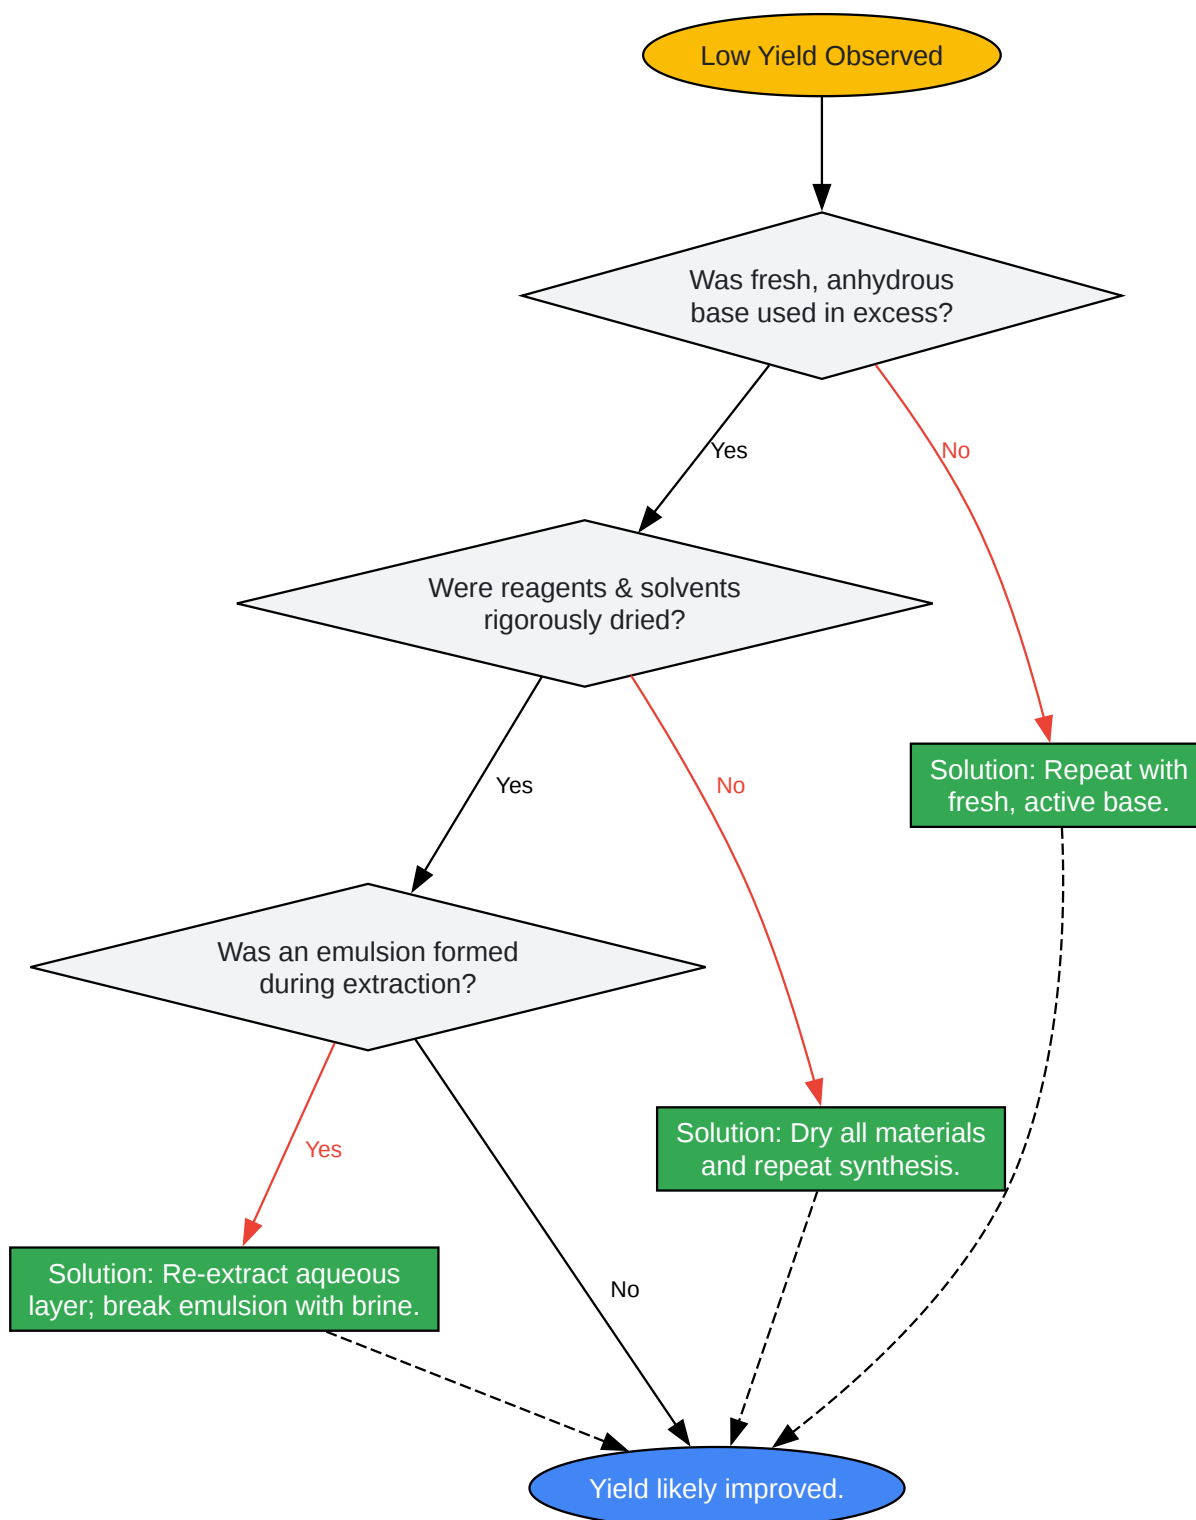 Low Yield Observed
Was fresh, anhydrous
base used in excess?
Yes
No
Were reagents & solvents
rigorously dried?
Yes
No
Solution: Repeat with
fresh, active base.
Was an emulsion formed
during extraction?
Yes
No
Solution: Dry all materials
and repeat synthesis.
Solution: Re-extract aqueous
layer; break emulsion with brine.
Yield likely improved.